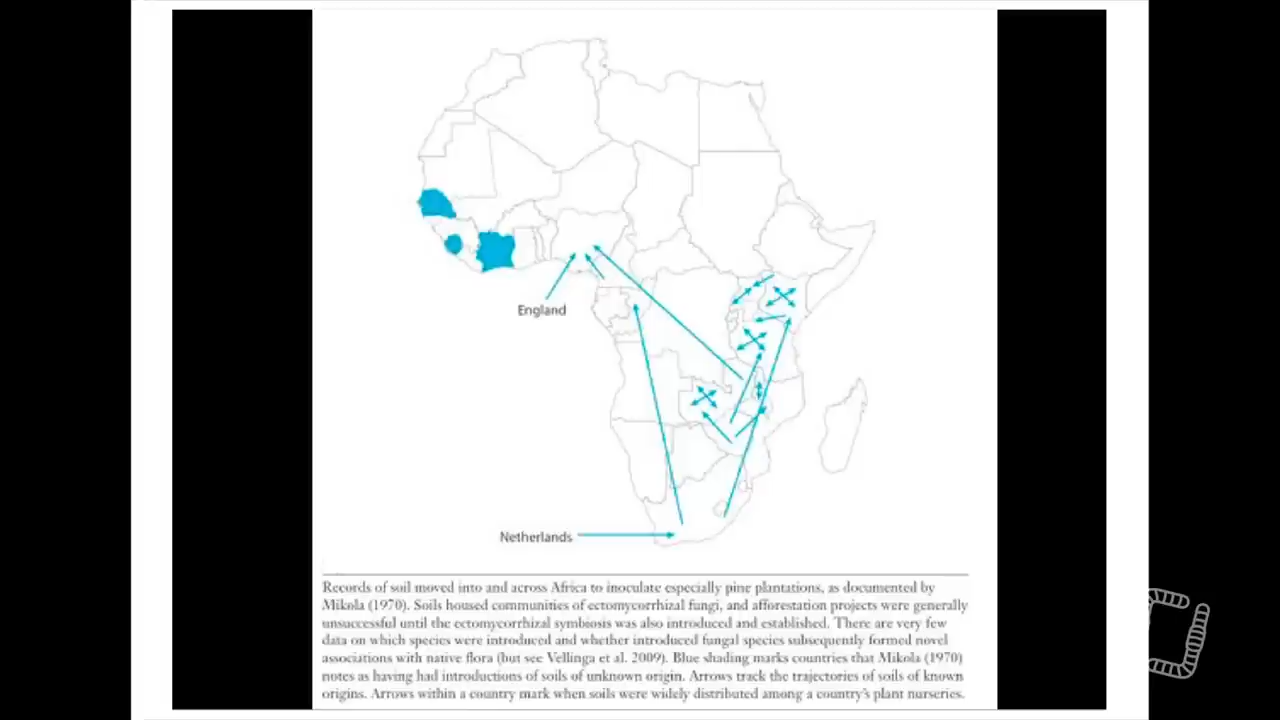 England
Netherlands
Records of soil moved into and across Africa to inoculate especially pine plantations, as documented by
Mikola (1970). Soils housed communities of ectomycorrhizal fungi, and afforestation projects were generally
unsuccessful until the ectomycorrhizal symbiosis was also introduced and established. There are very few
data on which species were introduced and whether introduced fungal species subsequently formed novel
associations with native flora (but see Vellinga et al. 2009). Blue shading marks countries that Mikola (1970)
notes as having had introductions of soils of unknown origin. Arrows track the trajectories of soils of known
origins. Arrows within a country mark when soils were widely distributed among a country's plant nurseries.